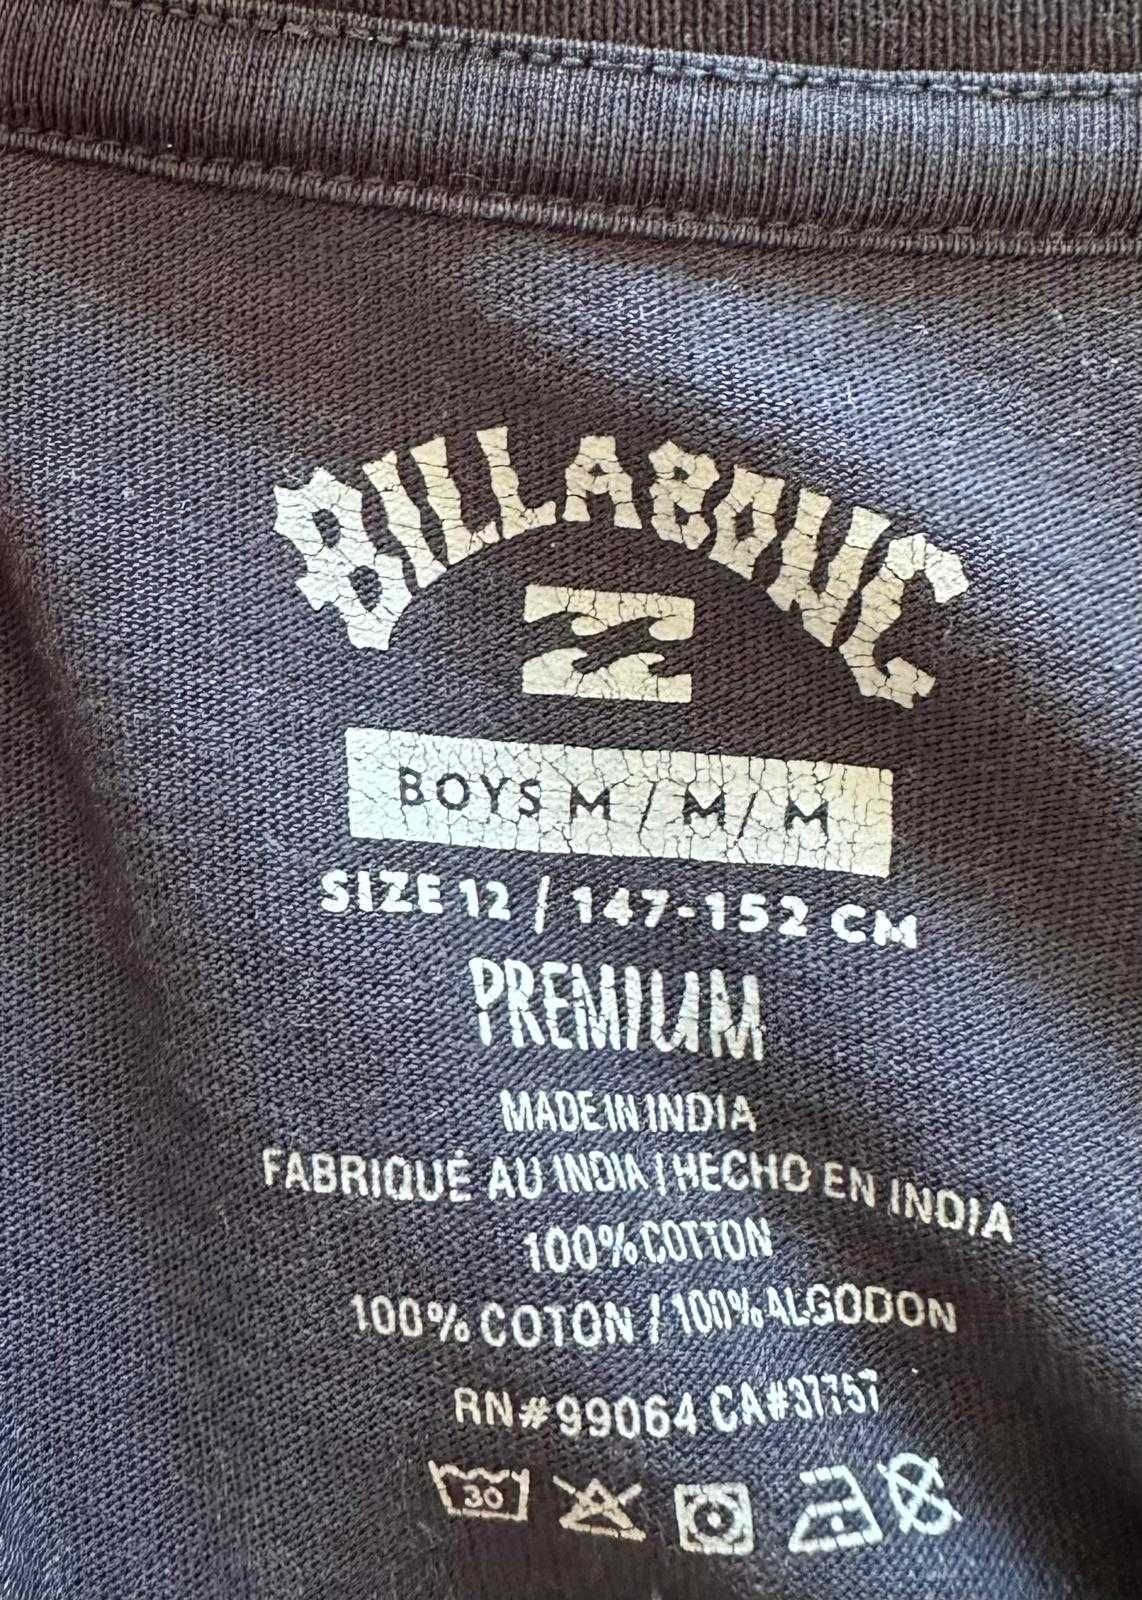 BILLABONG
BOYS M / M / M
SIZE 12 / 147-152 CM
PREMIUM
MADE IN INDIA
FABRIQUÉ AU INDIA / HECHO EN INDIA
100% COTTON
100% COTON / 100% ALGODON
RN# 99064 CA#37757
30